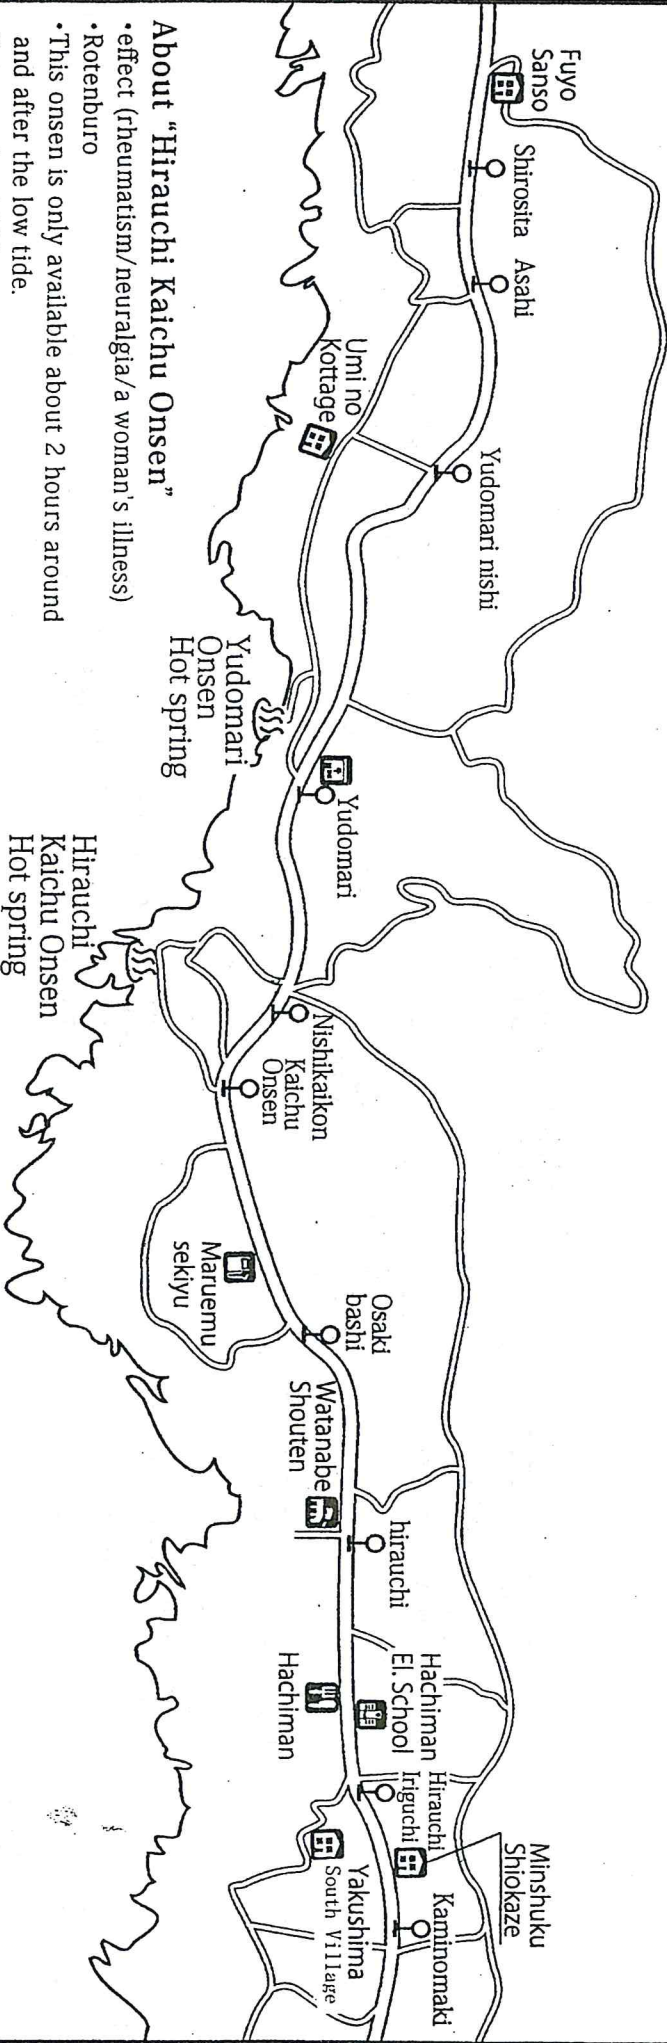 Fuyo
Sanso
Shirosita
Asahi
Umi no
Kottage
Yudomari nishi
Yudomari
Onsen
Hot spring
Yudomari
Hirauchi
Kaichu Onsen
Hot spring
Nishikaikon
Kaichu
Onsen
Maruemu
sekiyu
Osaki
bashi
Watanabe
Shouten
hirauchi
Hachiman
El. School
Hachiman
Hirauchi
Iriguchi
Minshuku
Shiokaze
Yakushima
South Village
Kaminomaki
About "Hirauchi Kaichu Onsen"
･effect (rheumatism/neuralgia/a woman's illness)
･Rotenburo
･This onsen is only available about 2 hours around
and after the low tide.